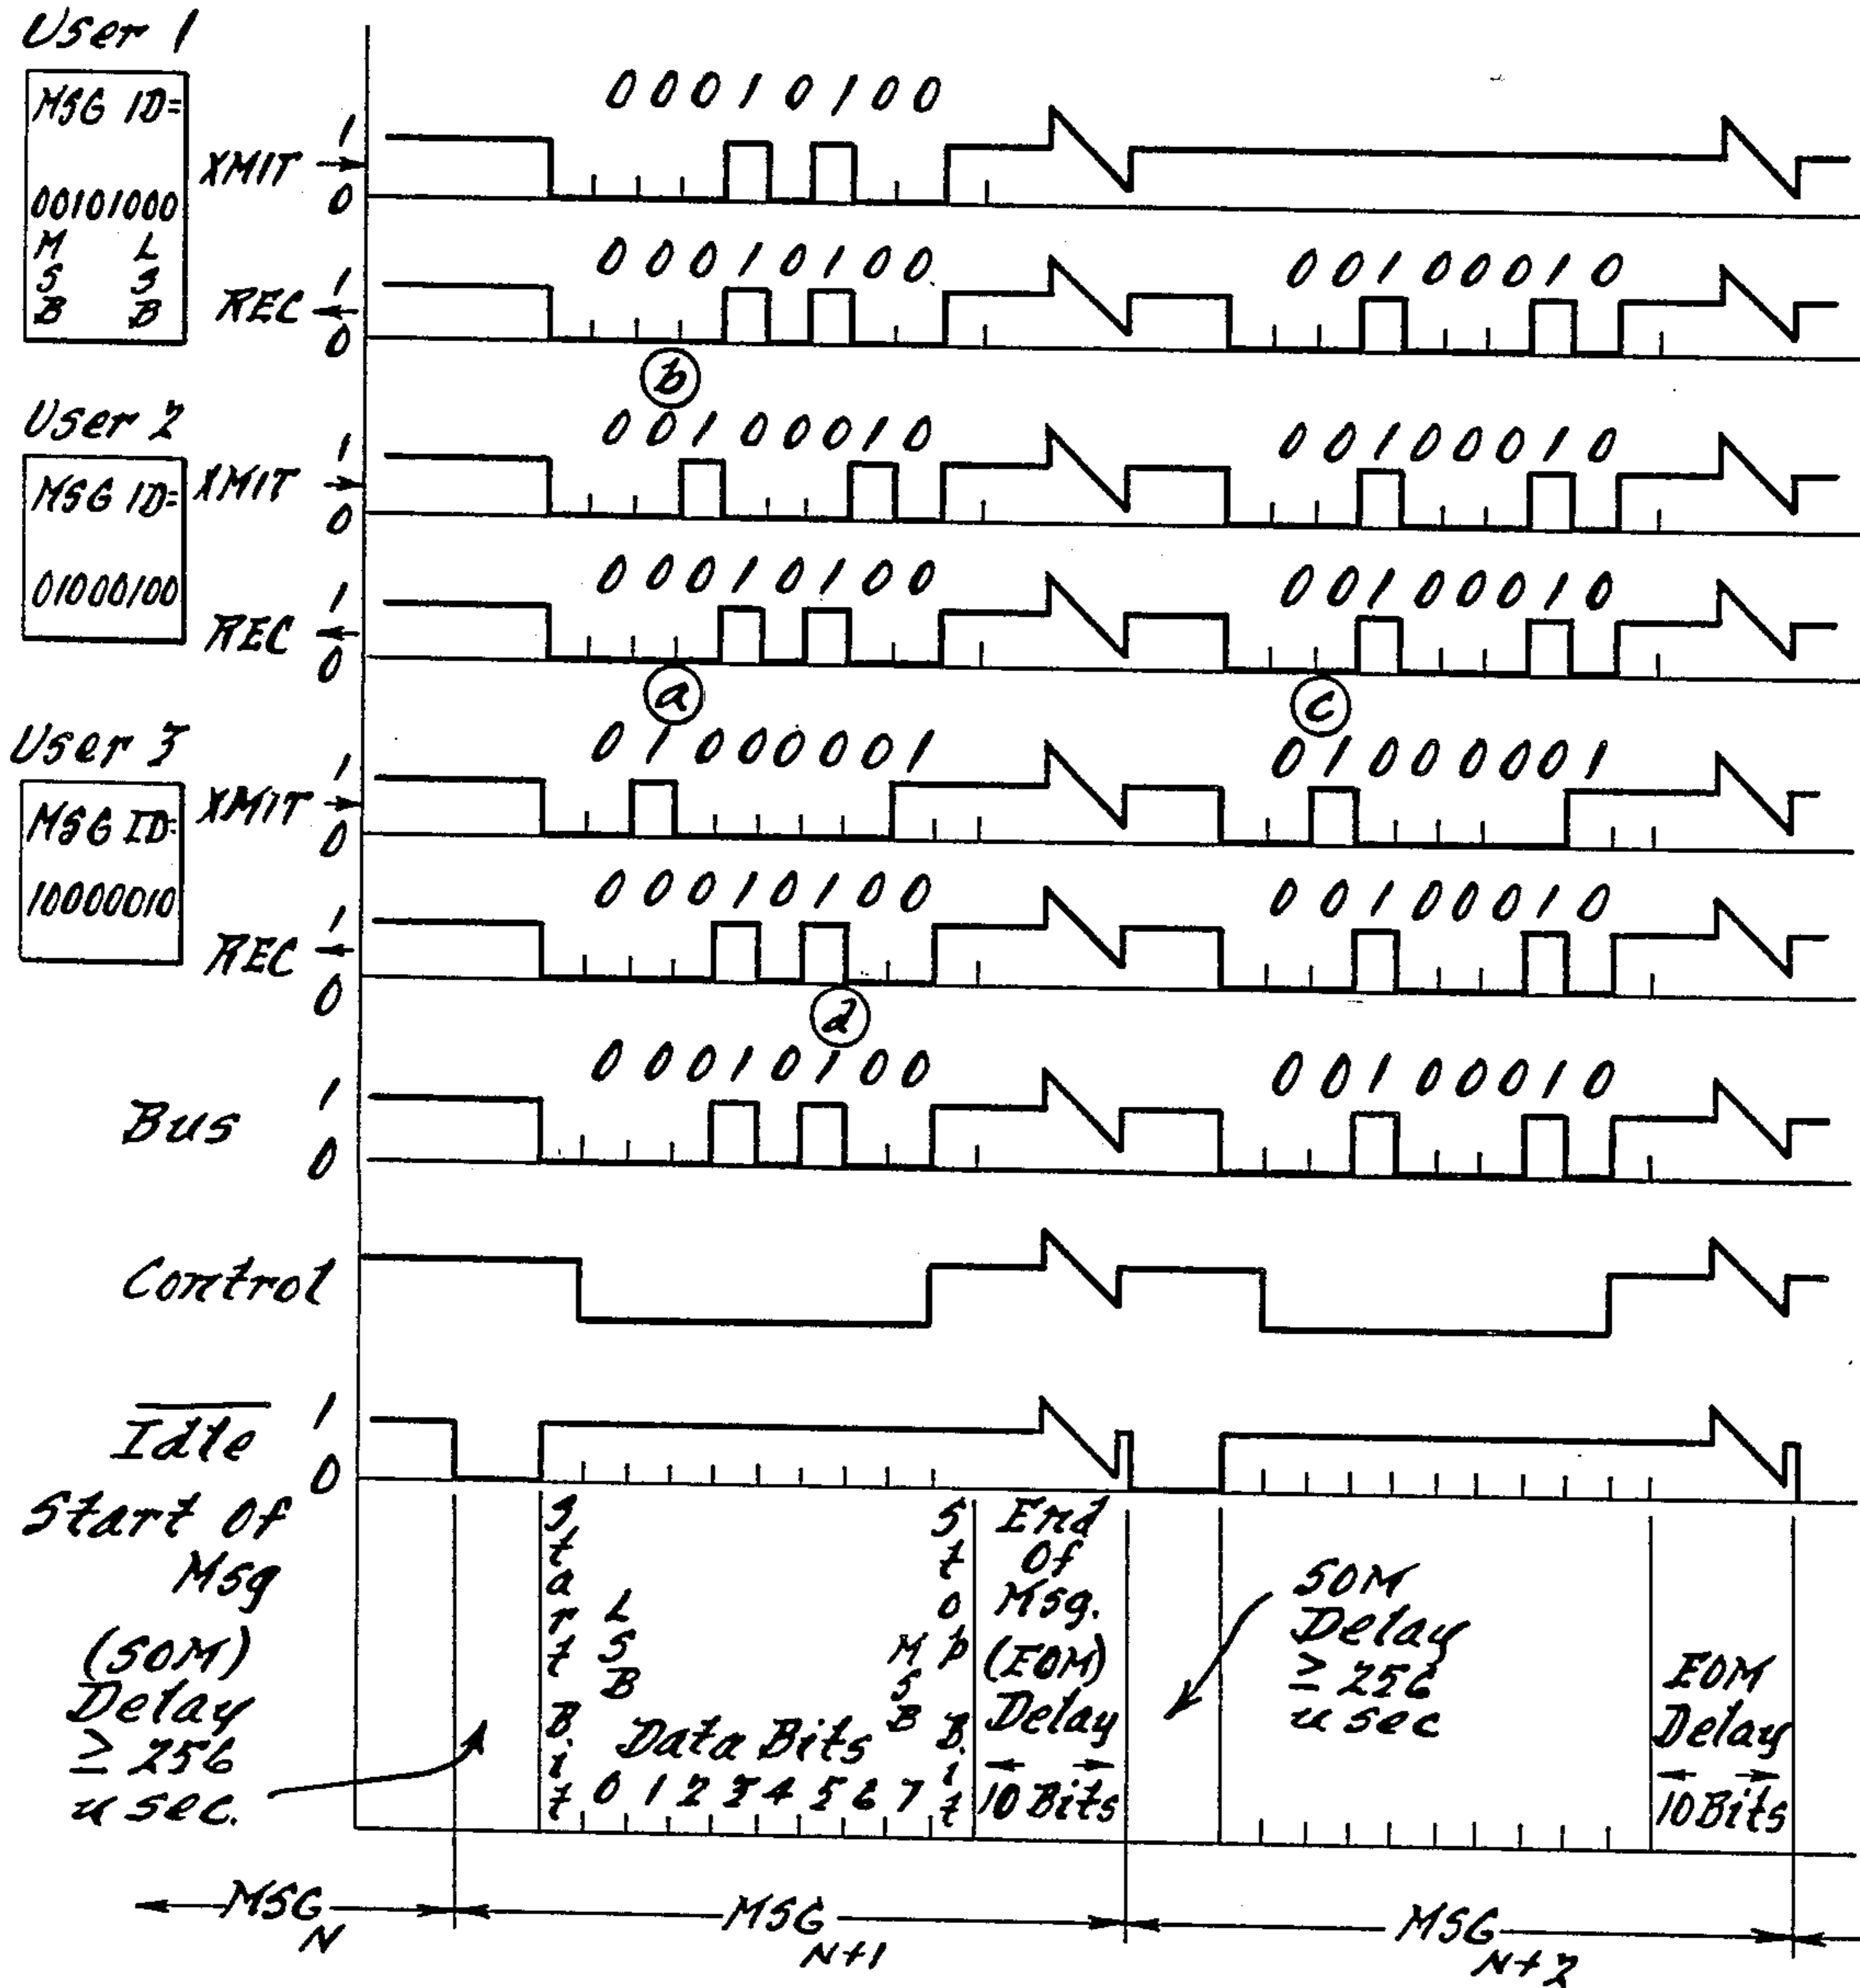 User 1
MSG ID=
00101000
M L
S S
B B
00010100
1
XMIT
0
00010100
00100010
1
REC
0
b
User 2
MSG ID=
01000100
00100010
00100010
1
XMIT
0
00010100
00100010
1
REC
0
a
c
User 3
MSG ID=
10000010
01000001
01000001
1
XMIT
0
00010100
00100010
1
REC
0
d
00010100
00100010
1
Bus
0
Control
1
Idle
0
Start Of
Msg
(SOM)
Delay
≥ 256
u sec.
Start Bit
LSB
MSB
Data Bits
0 1 2 3 4 5 6 7
Stop Bit
End
Of
Msg.
(EOM)
Delay
10 Bits
SOM
Delay
≥ 256
u sec
EOM
Delay
10 Bits
MSG N
MSG N+1
MSG N+2